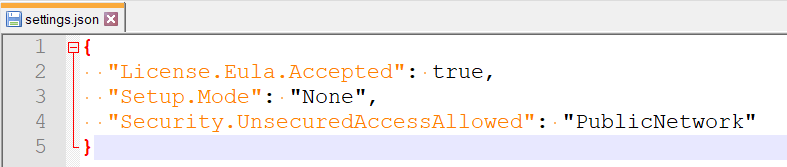 settings.json
1 {
2 "License.Eula.Accepted": true,
3 "Setup.Mode": "None",
4 "Security.UnsecuredAccessAllowed": "PublicNetwork"
5 }